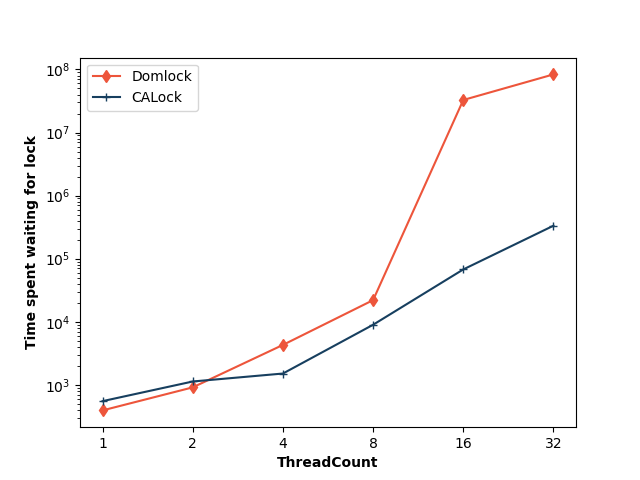 Domlock
CALock
Time spent waiting for lock
10^8
10^7
10^6
10^5
10^4
10^3
1 2 4 8 16 32
ThreadCount